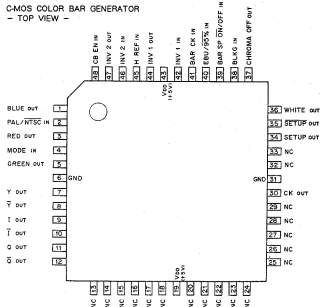 C-MOS COLOR BAR GENERATOR
- TOP VIEW -
48 CB EN IN
47 INV 2 OUT
46 INV 2 IN
45 H REF IN
44 INV 1 OUT
43 VDD (+5V)
42 INV 1 IN
41 BAR CK IN
40 EBU/95% IN
39 BAR SP ON/OFF IN
38 BLKG IN
37 CHROMA OFF OUT
BLUE OUT 1
PAL/NTSC IN 2
RED OUT 3
MODE IN 4
GREEN OUT 5
6 GND
Y OUT 7
Y OUT 8
I OUT 9
I OUT 10
Q OUT 11
Q OUT 12
36 WHITE OUT
35 SETUP OUT
34 SETUP OUT
33 NC
32 NC
GND 31
30 CK OUT
29 NC
28 NC
27 NC
26 NC
25 NC
NC 13
NC 14
NC 15
NC 16
NC 17
NC 18
19 VDD (+5V)
NC 20
NC 21
NC 22
NC 23
NC 24